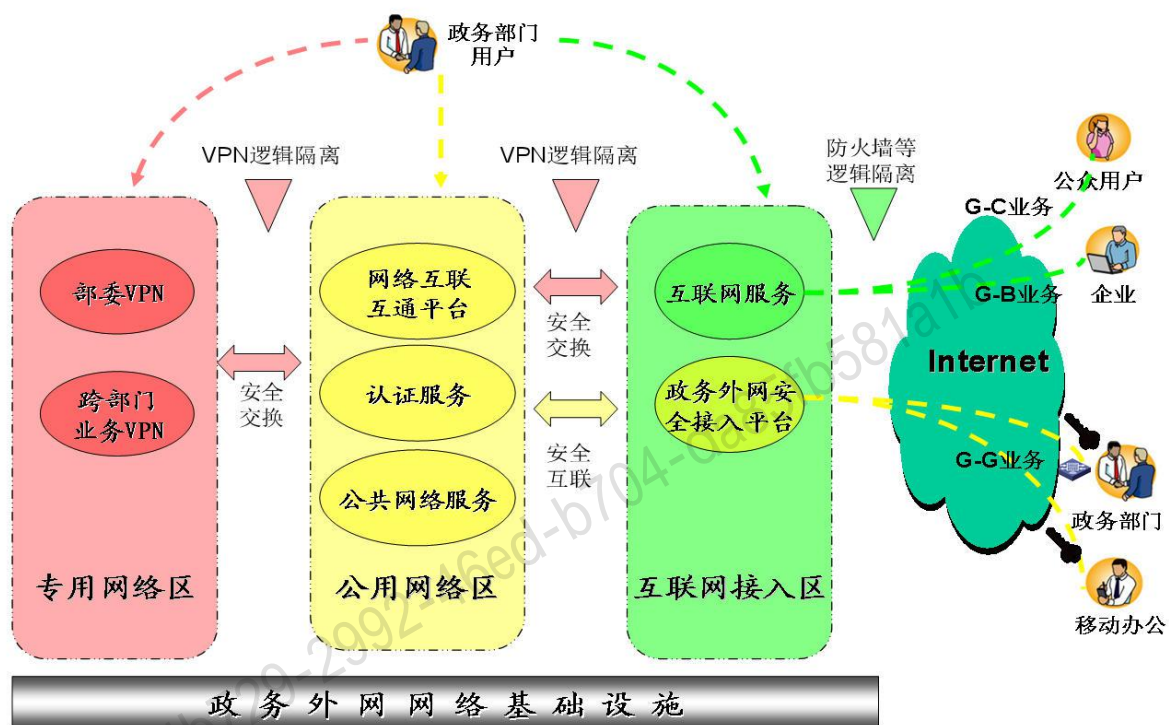 政务部门
用户
VPN逻辑隔离
VPN逻辑隔离
防火墙等
逻辑隔离
公众用户
G-C业务
部委VPN
网络互联
互通平台
互联网服务
G-B业务
企业
安全
交换
Internet
跨部门
业务VPN
安全
交换
认证服务
政务外网安
全接入平台
安全
互联
G-G业务
公共网络服务
政务部门
专用网络区
公用网络区
互联网接入区
移动办公
政务外网网络基础设施